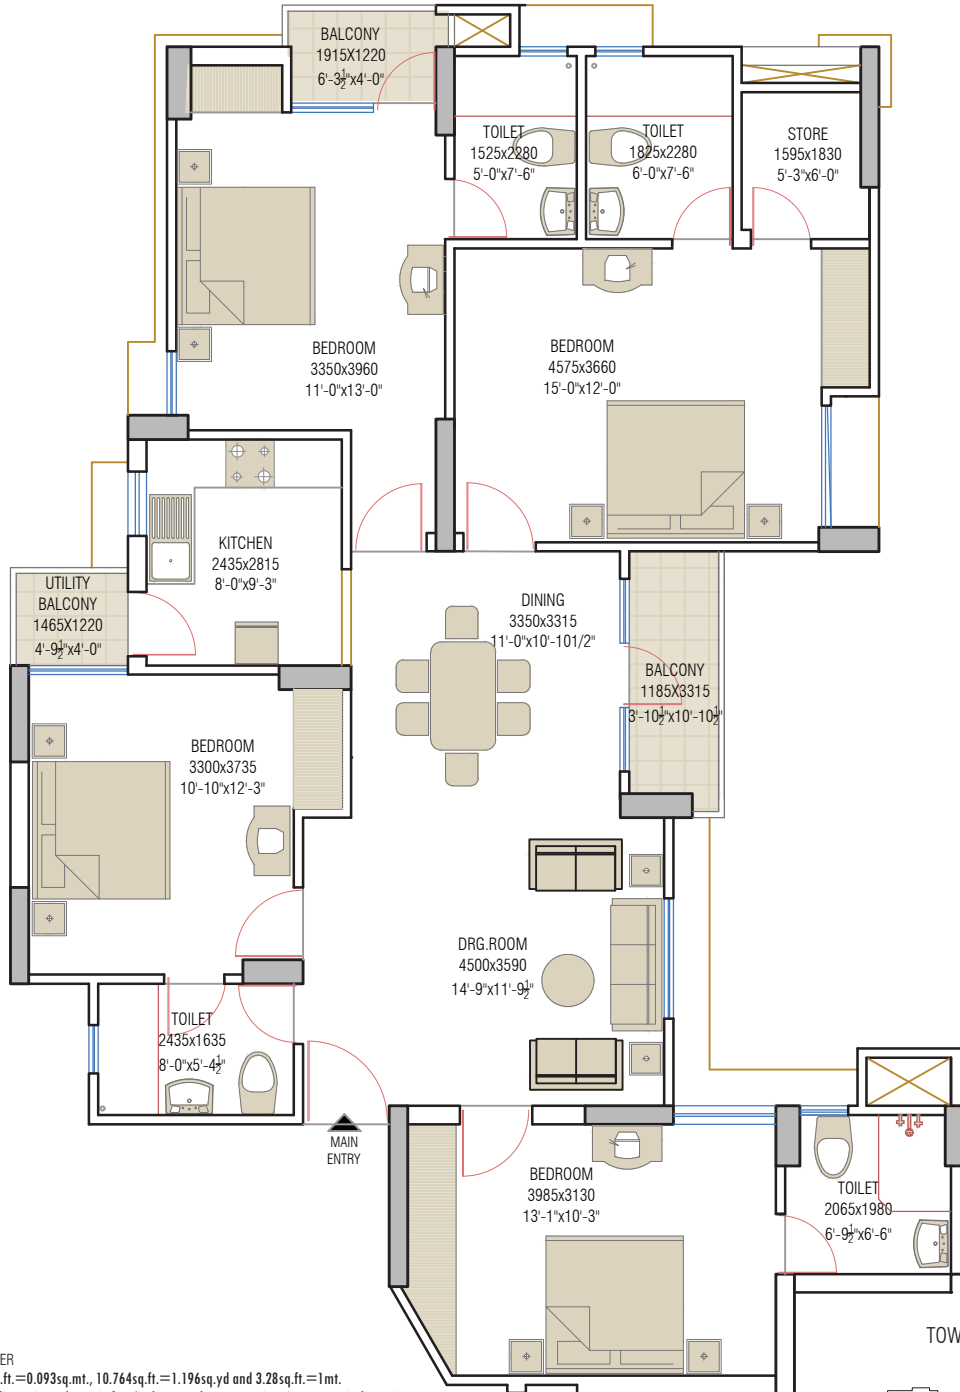 BALCONY
1915X1220
6'-3½"x4'-0"
TOILET
1525x2280
5'-0"x7'-6"
TOILET
1825x2280
6'-0"x7'-6"
STORE
1595x1830
5'-3"x6'-0"
BEDROOM
3350x3960
11'-0"x13'-0"
BEDROOM
4575x3660
15'-0"x12'-0"
KITCHEN
2435x2815
8'-0"x9'-3"
UTILITY
BALCONY
1465X1220
4'-9½"x4'-0"
DINING
3350x3315
11'-0"x10'-101/2"
BALCONY
1185X3315
3'-10½"x10'-10½"
BEDROOM
3300x3735
10'-10"x12'-3"
DRG.ROOM
4500x3590
14'-9"x11'-9½"
TOILET
2435x1635
8'-0"x5'-4½"
MAIN
ENTRY
BEDROOM
3985x3130
13'-1"x10'-3"
TOILET
2065x1980
6'-9½"x6'-6"
TOW
ER
.ft.=0.093sq.mt., 10.764sq.ft.=1.196sq.yd and 3.28sq.ft.=1mt.